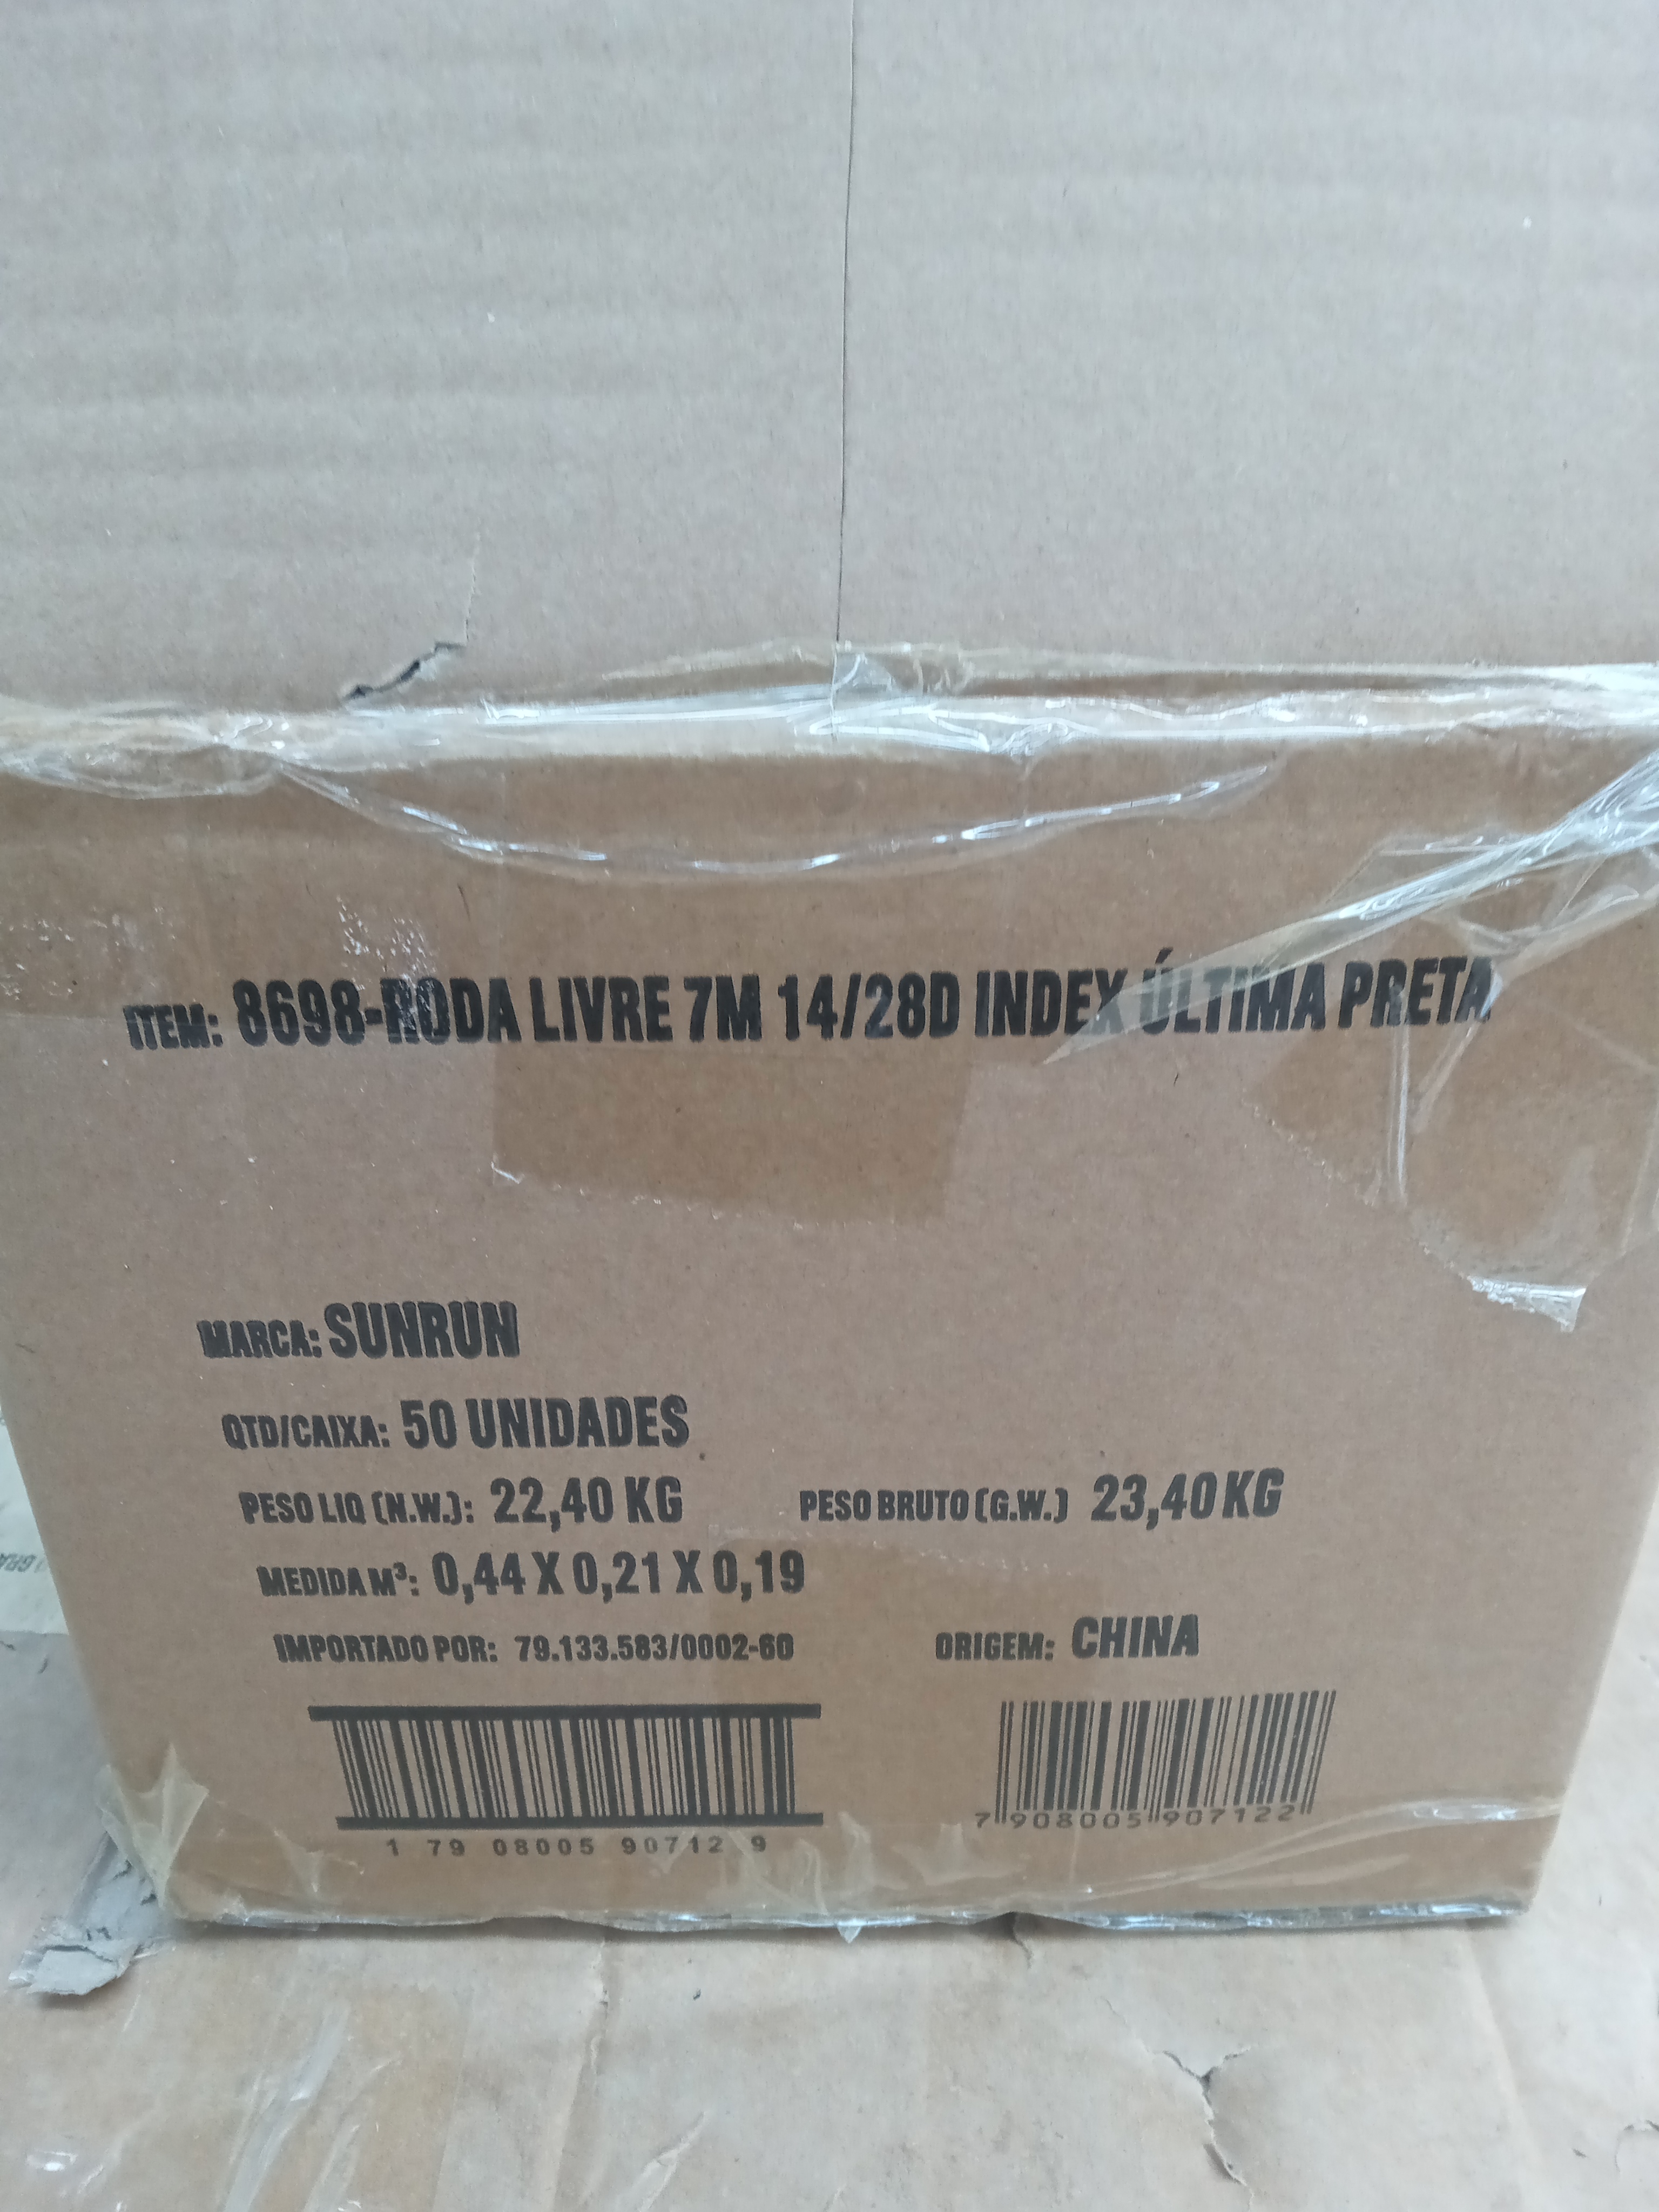 ITEM: 8698-RODA LIVRE 7M 14/28D INDEX ÚLTIMA PRETA
MARCA: SUNRUN
QTD/CAIXA: 50 UNIDADES
PESO LIQ (N.W.): 22,40 KG PESO BRUTO (G.W.) 23,40 KG
MEDIDA M³: 0,44 X 0,21 X 0,19
IMPORTADO POR: 79.133.583/0002-60 ORIGEM: CHINA
1 79 08005 90712 9
7 908005 907122